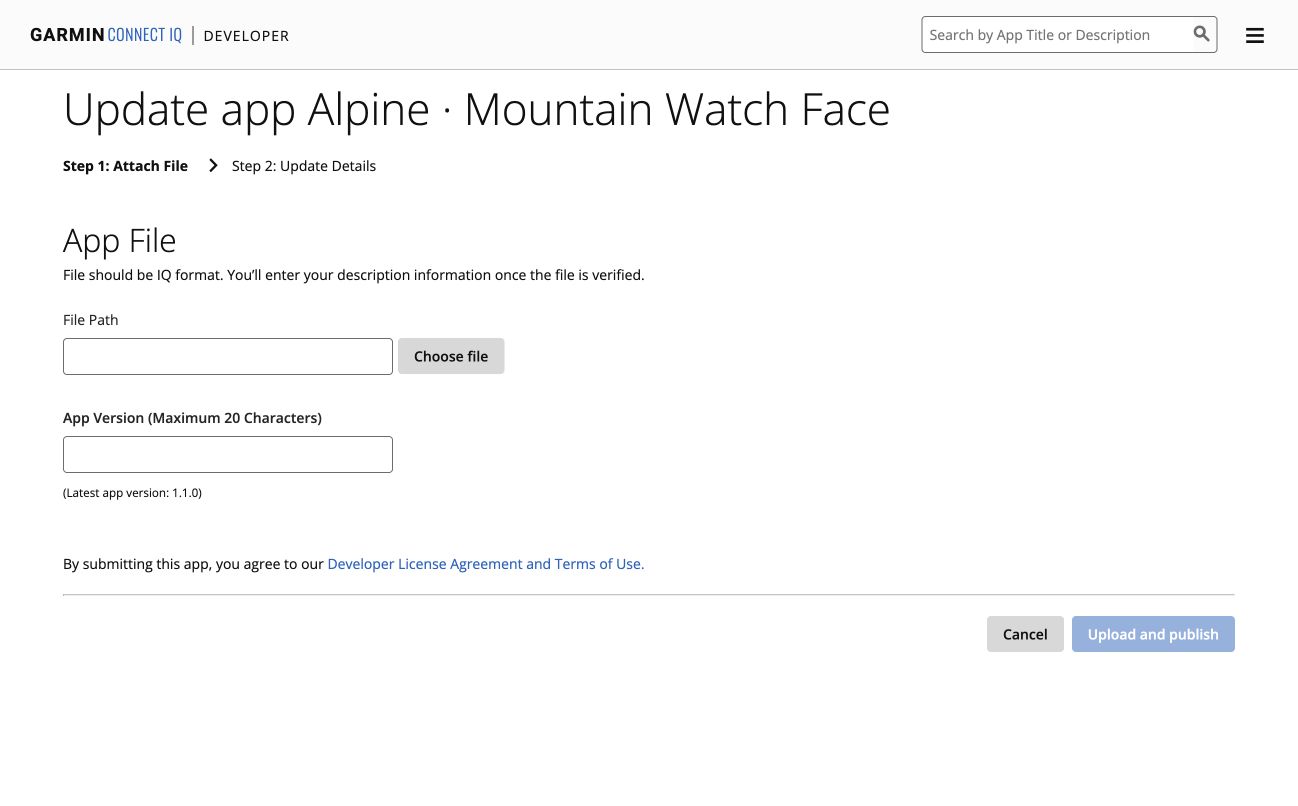 GARMIN CONNECT IQ | DEVELOPER
Search by App Title or Description
Update app Alpine · Mountain Watch Face
Step 1: Attach File
Step 2: Update Details
App File
File should be IQ format. You'll enter your description information once the file is verified.
File Path
Choose file
App Version (Maximum 20 Characters)
(Latest app version: 1.1.0)
By submitting this app, you agree to our Developer License Agreement and Terms of Use.
Cancel
Upload and publish